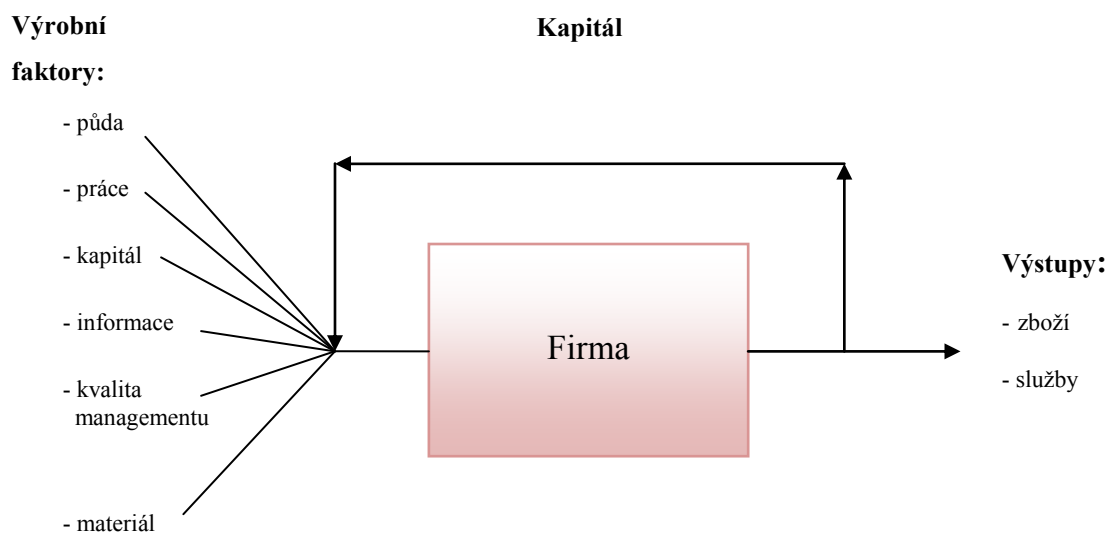 Výrobní
faktory:
- půda
- práce
- kapitál
- informace
- kvalita
managementu
- materiál
Kapitál
Firma
Výstupy:
- zboží
- služby